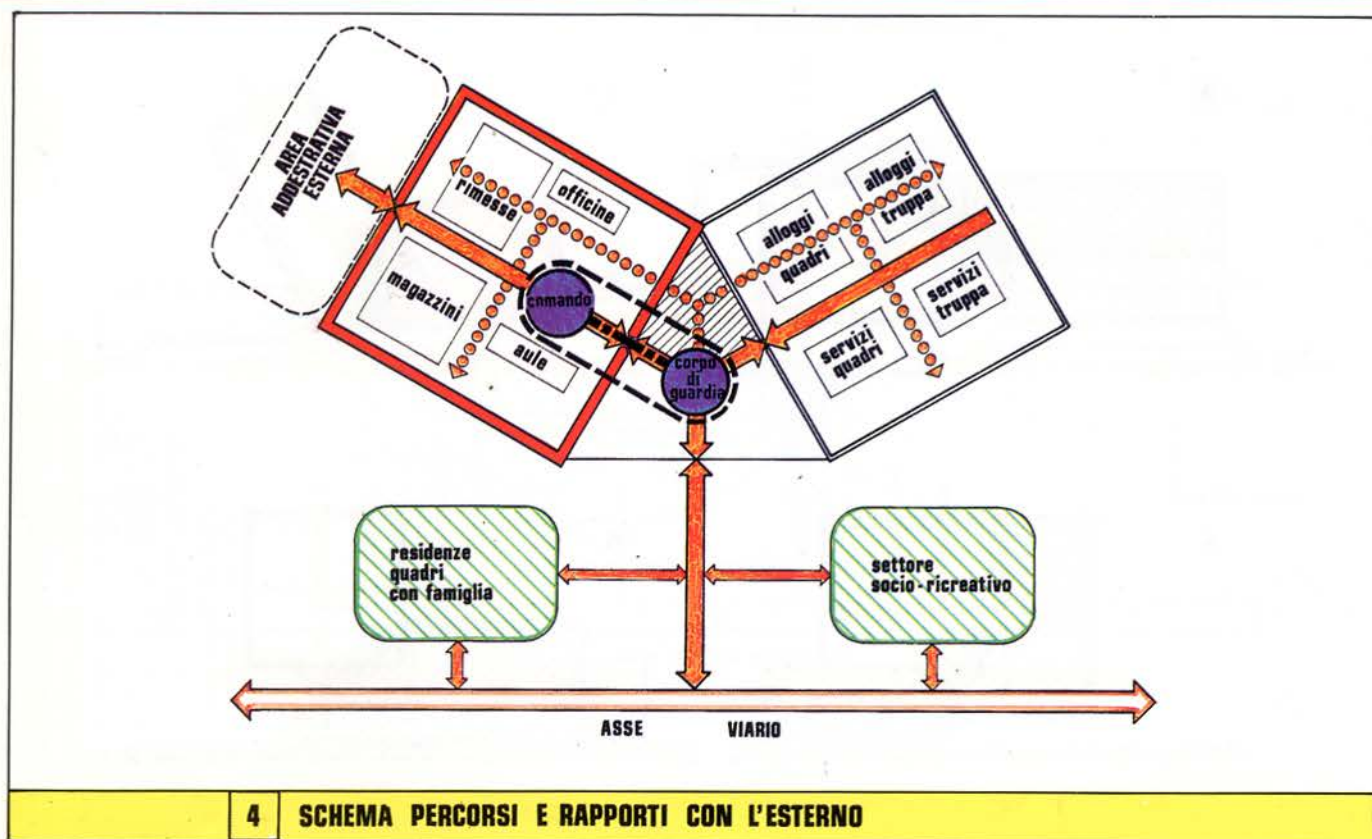 AREA
ADDESTRATIVA
ESTERNA
rimesse
officine
magazzini
aule
cmmando
corpo
di
guardia
alloggi
quadri
alloggi
truppa
servizi
quadri
servizi
truppa
residenze
quadri
con famiglia
settore
socio-ricreativo
ASSE VIARIO
4 SCHEMA PERCORSI E RAPPORTI CON L'ESTERNO